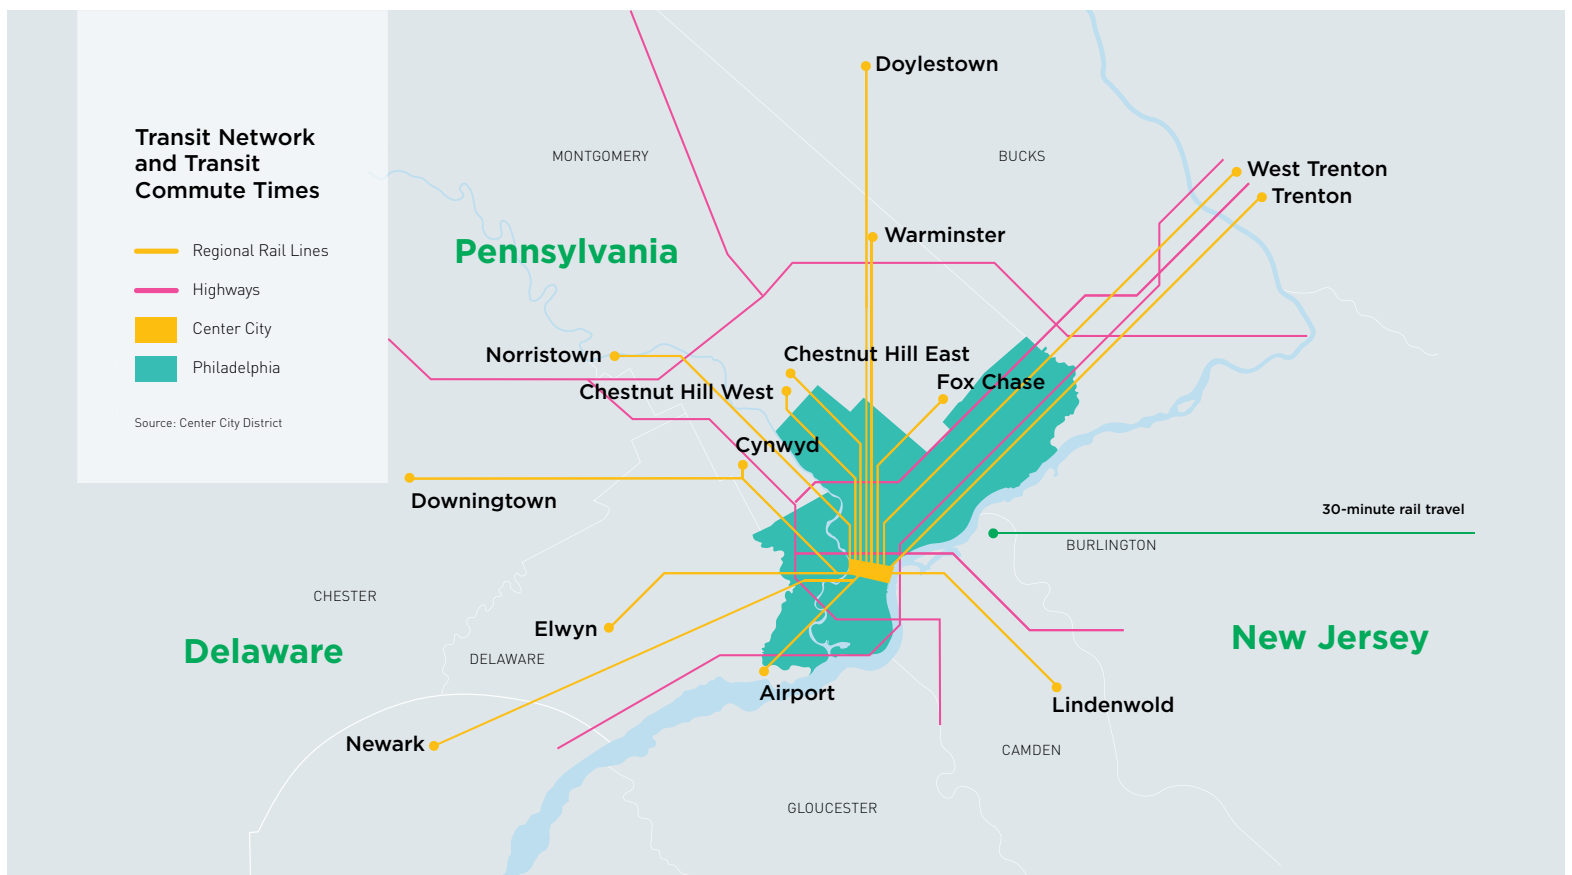 Transit Network
and Transit
Commute Times
Regional Rail Lines
Highways
Center City
Philadelphia
Source: Center City District
Doylestown
MONTGOMERY
BUCKS
West Trenton
Trenton
Pennsylvania
Warminster
Norristown
Chestnut Hill East
Chestnut Hill West
Fox Chase
Cynwyd
Downingtown
30-minute rail travel
BURLINGTON
CHESTER
Elwyn
Delaware
DELAWARE
New Jersey
Airport
Lindenwold
Newark
CAMDEN
GLOUCESTER